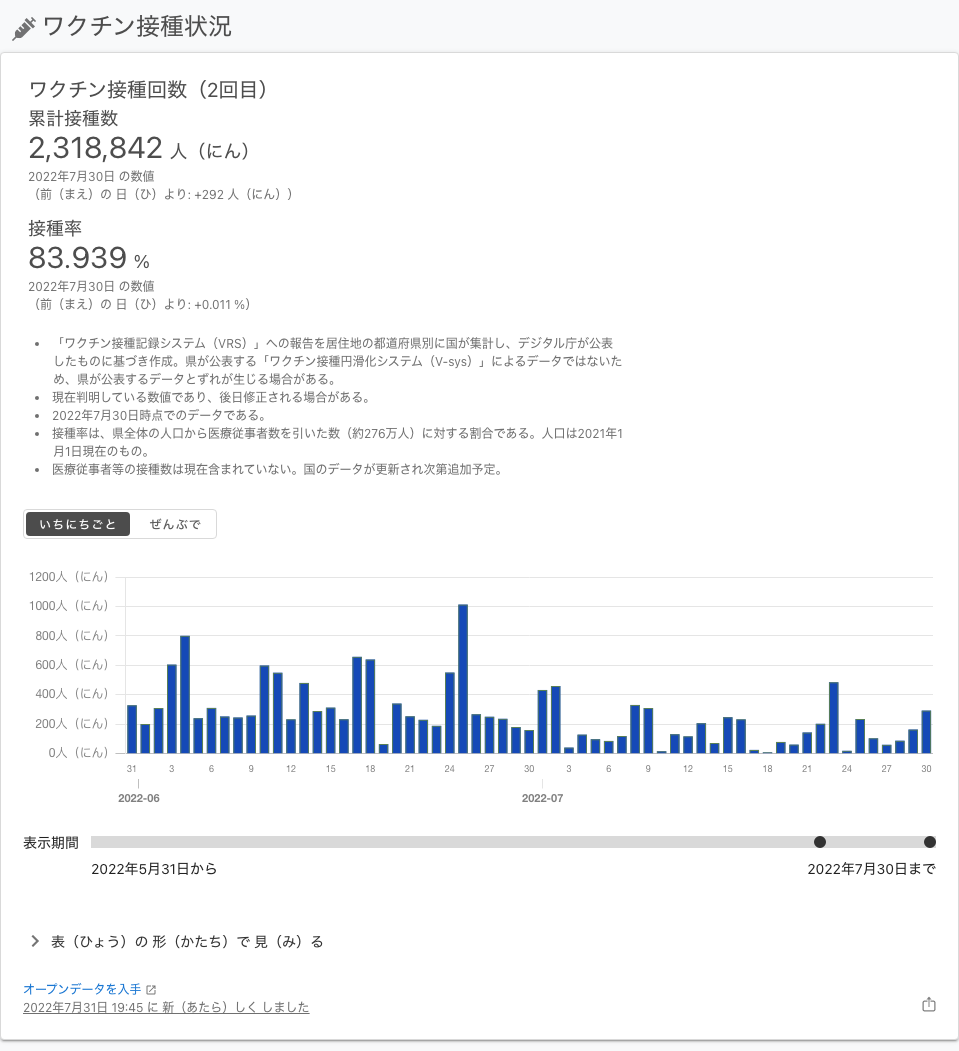 ワクチン接種状況
ワクチン接種回数（2回目）
累計接種数
2,318,842 人（にん）
2022年7月30日 の数値
（前（まえ）の 日（ひ）より: +292 人（にん））
接種率
83.939 %
2022年7月30日 の数値
（前（まえ）の 日（ひ）より: +0.011 %）
• 「ワクチン接種記録システム（VRS）」への報告を居住地の都道府県別に国が集計し、デジタル庁が公表
したものに基づき作成。県が公表する「ワクチン接種円滑化システム（V-sys）」によるデータではないた
め、県が公表するデータとずれが生じる場合がある。
• 現在判明している数値であり、後日修正される場合がある。
• 2022年7月30日時点でのデータである。
• 接種率は、県全体の人口から医療従事者数を引いた数（約276万人）に対する割合である。人口は2021年1
月1日現在のもの。
• 医療従事者等の接種数は現在含まれていない。国のデータが更新され次第追加予定。
いちにちごと ぜんぶで
1200人（にん）
1000人（にん）
800人（にん）
600人（にん）
400人（にん）
200人（にん）
0人（にん）
31 3 6 9 12 15 18 21 24 27 30 3 6 9 12 15 18 21 24 27 30
2022-06 2022-07
表示期間
2022年5月31日から 2022年7月30日まで
表（ひょう）の 形（かたち）で 見（み）る
オープンデータを入手
2022年7月31日 19:45 に 新（あたら）しく しました